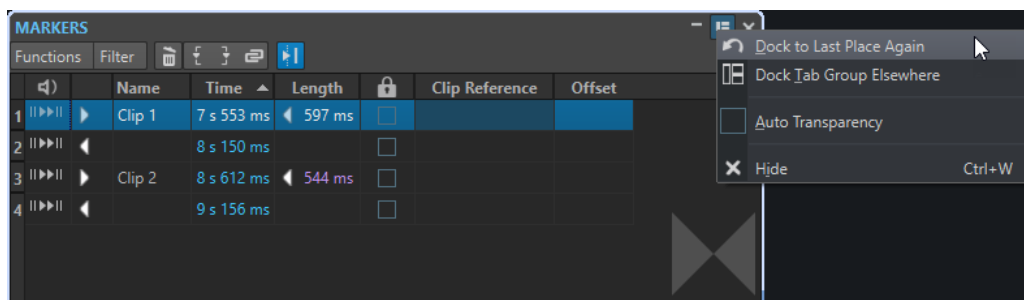 MARKERS
Functions Filter
Dock to Last Place Again
Dock Tab Group Elsewhere
Auto Transparency
Hide Ctrl+W
Name Time Length Clip Reference Offset
1 Clip 1 7 s 553 ms 597 ms
2 8 s 150 ms
3 Clip 2 8 s 612 ms 544 ms
4 9 s 156 ms